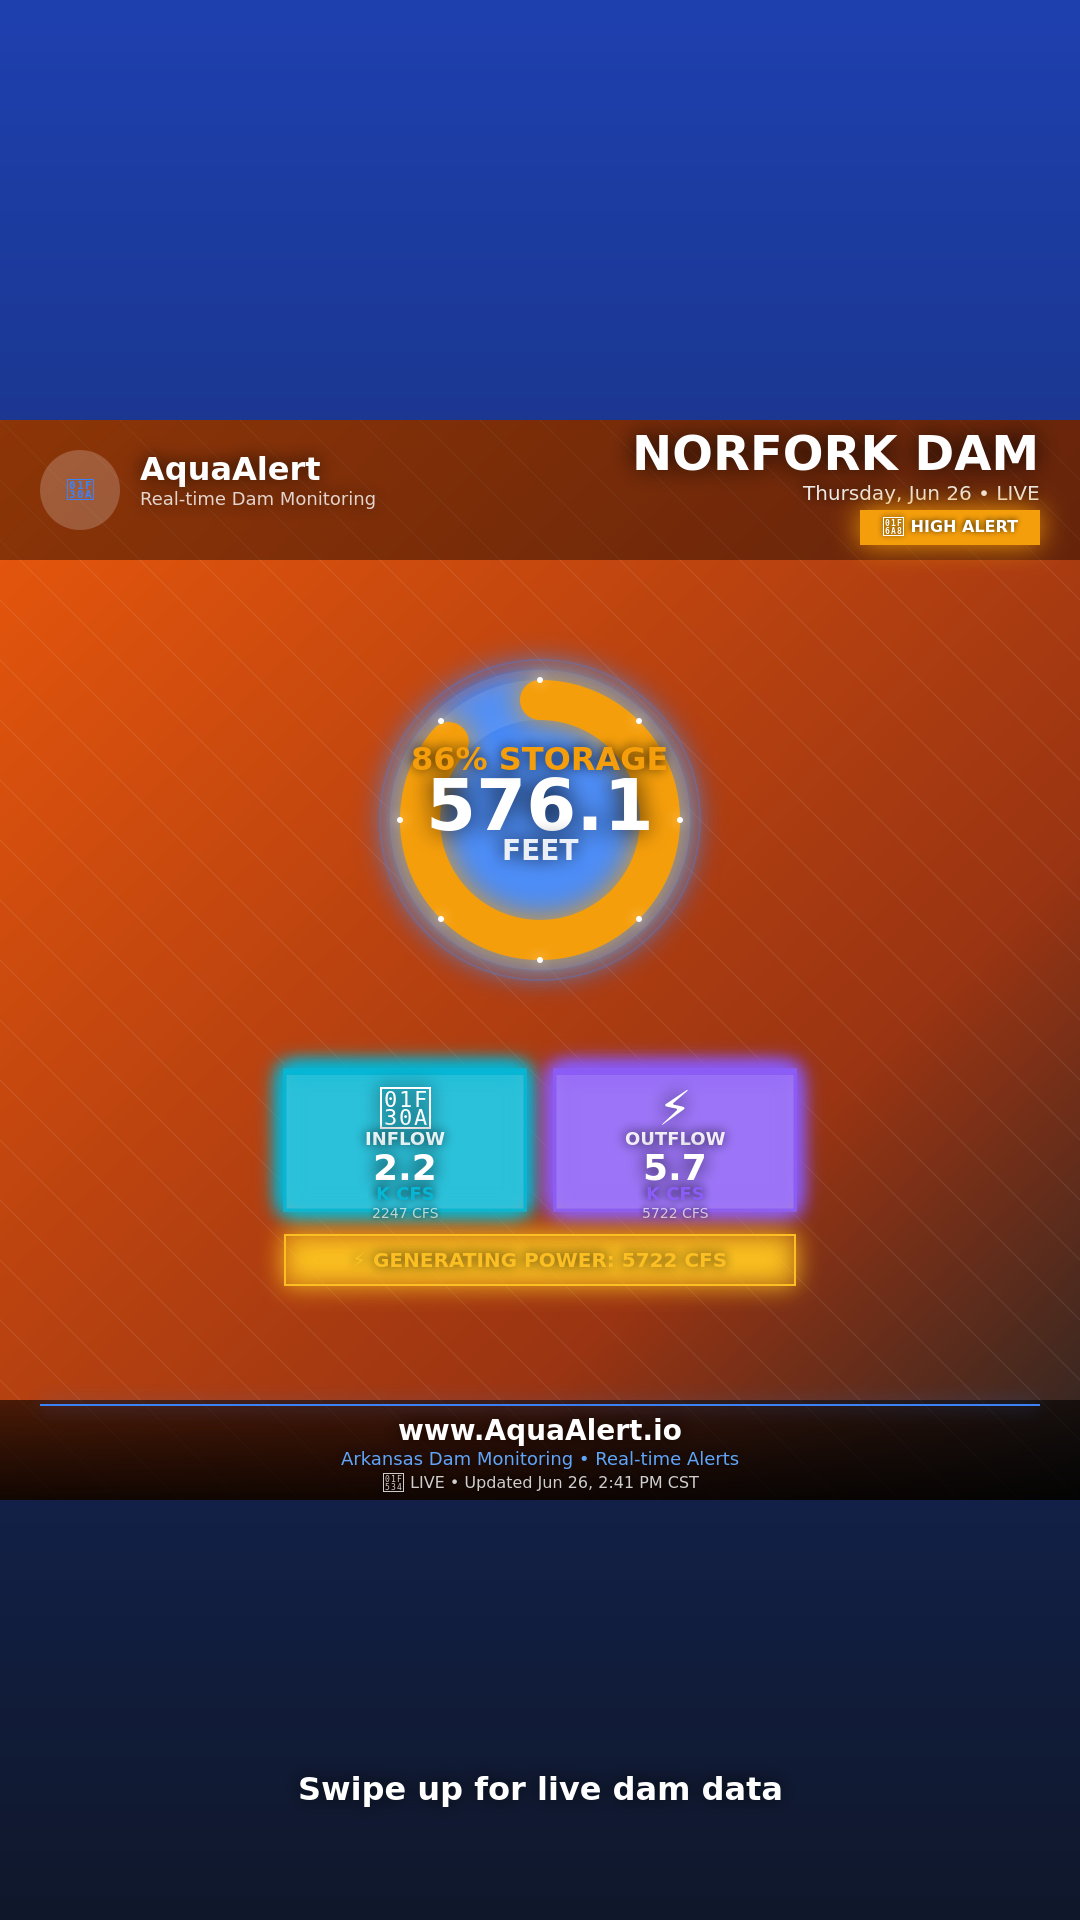 AquaAlert
Real-time Dam Monitoring
NORFORK DAM
Thursday, Jun 26 • LIVE
HIGH ALERT
86% STORAGE
576.1
FEET
INFLOW
2.2
K CFS
2247 CFS
⚡
OUTFLOW
5.7
K CFS
5722 CFS
⚡ GENERATING POWER: 5722 CFS
www.AquaAlert.io
Arkansas Dam Monitoring • Real-time Alerts
LIVE • Updated Jun 26, 2:41 PM CST
Swipe up for live dam data